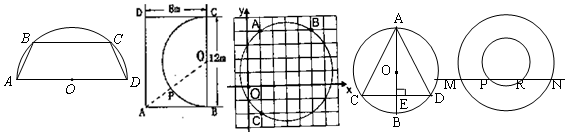 B C
A O D
D 8m C
O 12m
P
A B
y
A B
O x
C
A
O
C E D
B
M P R N